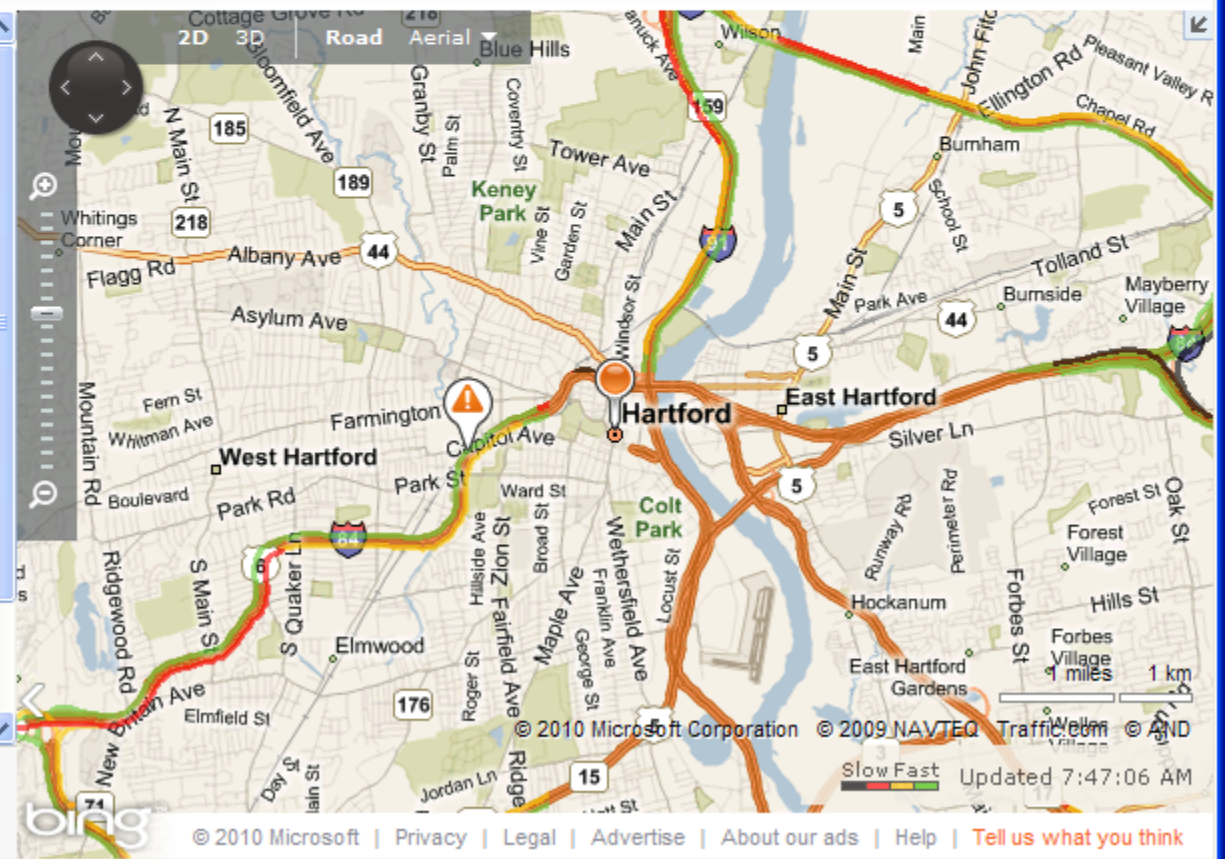 Cottage Grove Rd
218
2D 3D Road Aerial
Blue Hills
Wilson
Main
John Fitc
Ellington Rd
Pleasant Valley R
Chapel Rd
Bloomfield Ave
Granby St
Coventry St
Palm St
N Main St
185
159
Burnham
Tower Ave
189
Keney
Park
Main St
School St
5
218
Whitings
Corner
Vine St
Garden St
91
Flagg Rd
Albany Ave
44
Tolland St
Main St
Park Ave
Burnside
Mayberry
Village
44
Windsor St
Asylum Ave
5
84
Mountain Rd
Fern St
Whitman Ave
Farmington
Capitol Ave
Hartford
East Hartford
Silver Ln
West Hartford
Boulevard
Park Rd
Park St
Ward St
5
Colt
Park
Perimeter Rd
Runway Rd
Forest St
Oak St
Forest
Village
84
6
S Quaker Ln
Hillside Ave
Zion St
Broad St
Wethersfield Ave
Locust St
Ridgewood Rd
S Main St
Fairfield Ave
Maple Ave
Franklin Ave
George St
Forbes St
Hills St
Hockanum
Elmwood
Roger St
East Hartford
Gardens
Forbes
Village
1 miles 1 km
New Britain Ave
Elmfield St
176
5
© 2010 Microsoft Corporation © 2009 NAVTEQ Traffic.com © AND
Welles
Village
3
Day St
Jordan Ln
Ridge
15
Slow Fast
Updated 7:47:06 AM
71
bing
© 2010 Microsoft | Privacy | Legal | Advertise | About our ads | Help | Tell us what you think